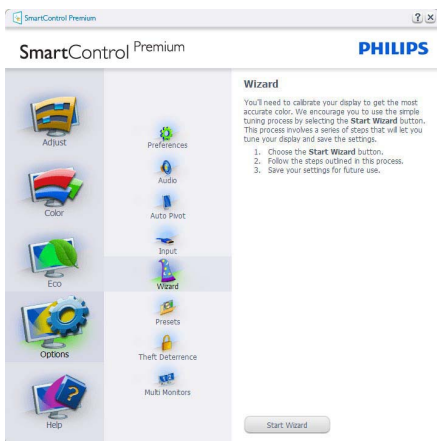 SmartControl Premium
SmartControl Premium
PHILIPS
Adjust
Color
Eco
Options
Help
Preferences
Audio
Auto Pivot
Input
Wizard
Presets
Theft Deterrence
Multi Monitors
Wizard
You'll need to calibrate your display to get the most
accurate color. We encourage you to use the simple
tuning process by selecting the Start Wizard button.
This process involves a series of steps that will let you
tune your display and save the settings.
1. Choose the Start Wizard button.
2. Follow the steps outlined in this process.
3. Save your settings for future use.
Start Wizard